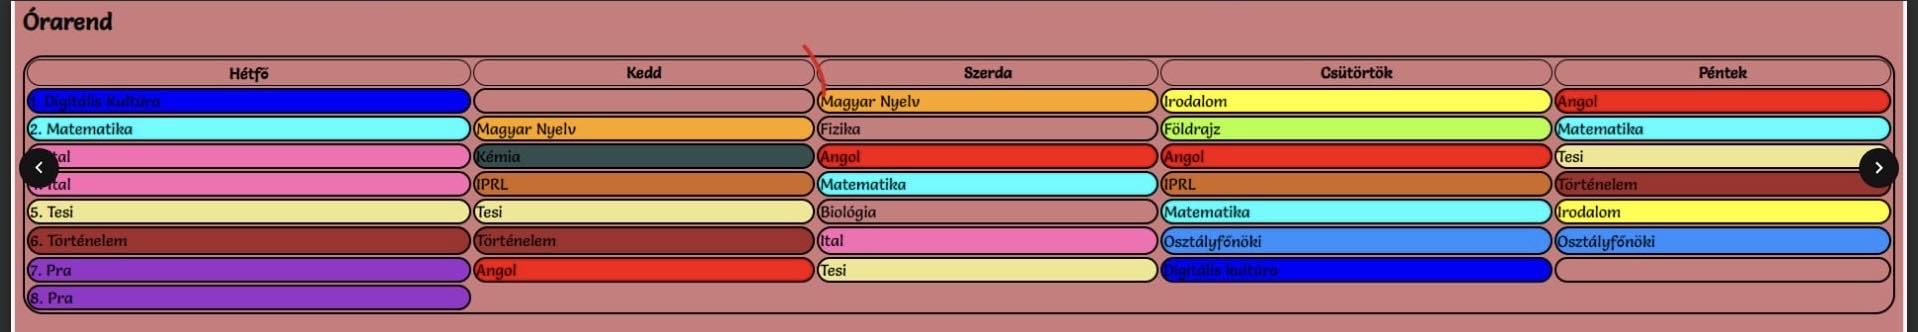 Órarend
Hétfő Kedd Szerda Csütörtök Péntek
1. Digitális Kultúra Magyar Nyelv Irodalom Angol
2. Matematika Magyar Nyelv Fizika Földrajz Matematika
Ital Kémia Angol Angol Tesi
Ital IPRL Matematika IPRL Történelem
5. Tesi Tesi Biológia Matematika Irodalom
6. Történelem Történelem Ital Osztályfőnöki Osztályfőnöki
7. Pra Angol Tesi Digitális kultúra
8. Pra